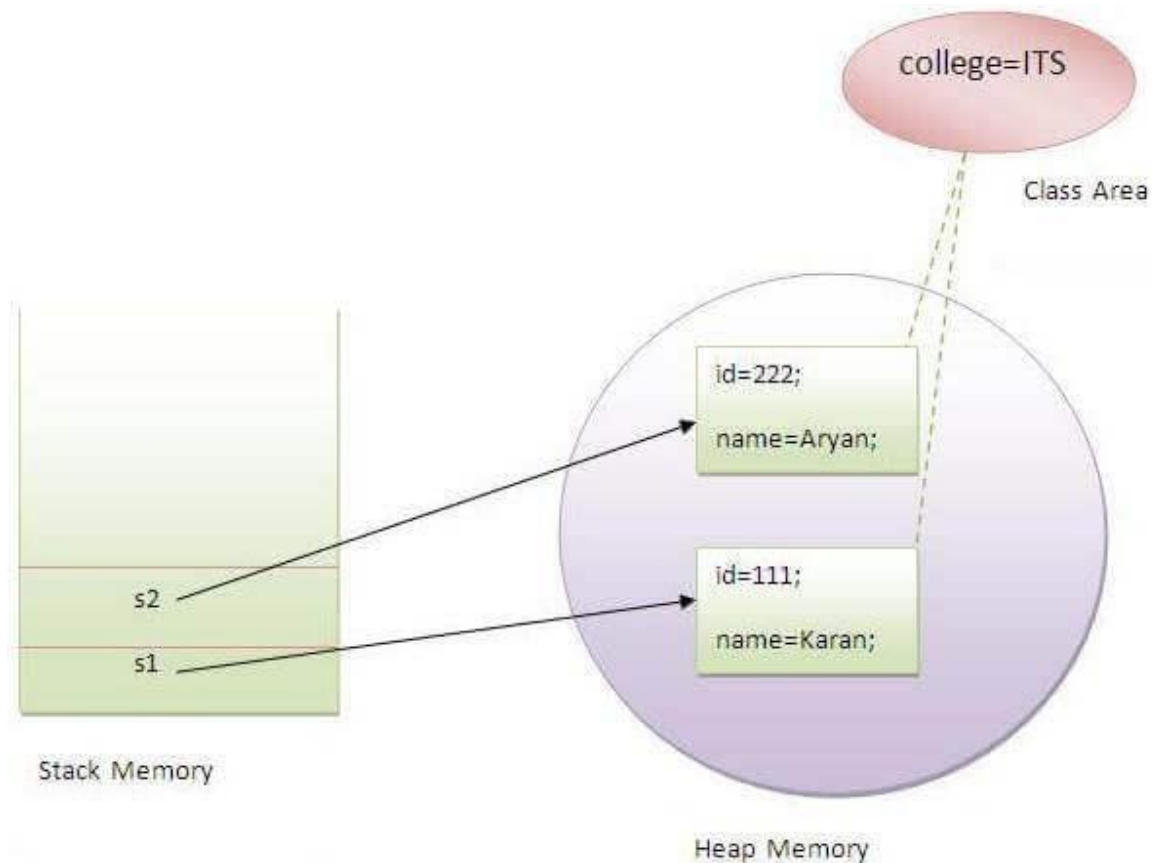 college=ITS
Class Area
id=222;
name=Aryan;
s2
id=111;
name=Karan;
s1
Stack Memory
Heap Memory